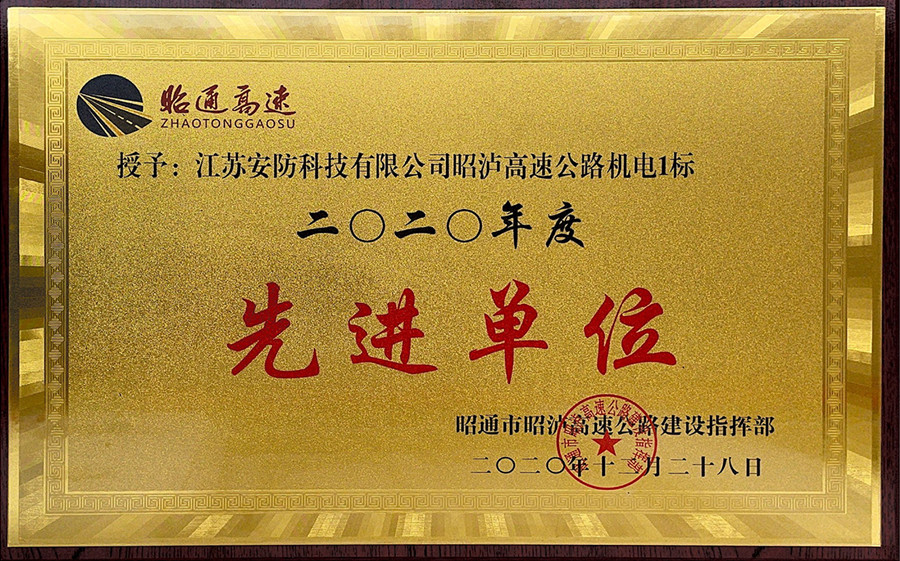 昭通高速
ZHAOTONGGAOSU
授予：江苏安防科技有限公司昭泸高速公路机电1标
二〇二〇年度
先进单位
昭通市昭泸高速公路建设指挥部
二〇二〇年十二月二十八日